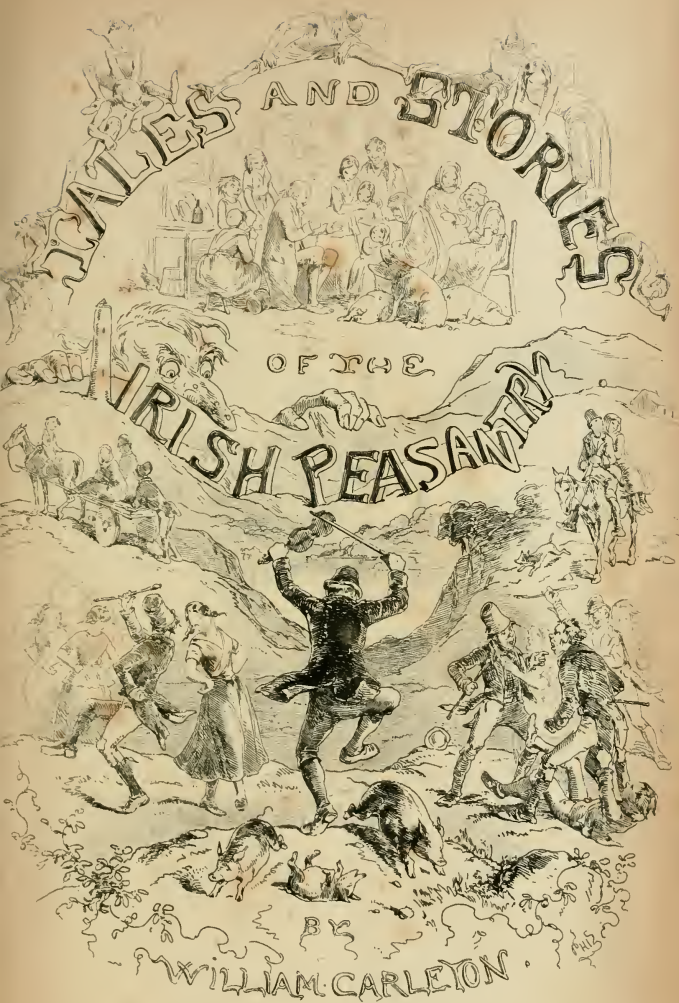 TALES AND STORIES
OF THE
IRISH PEASANTRY
BY
WILLIAM CARLETON.